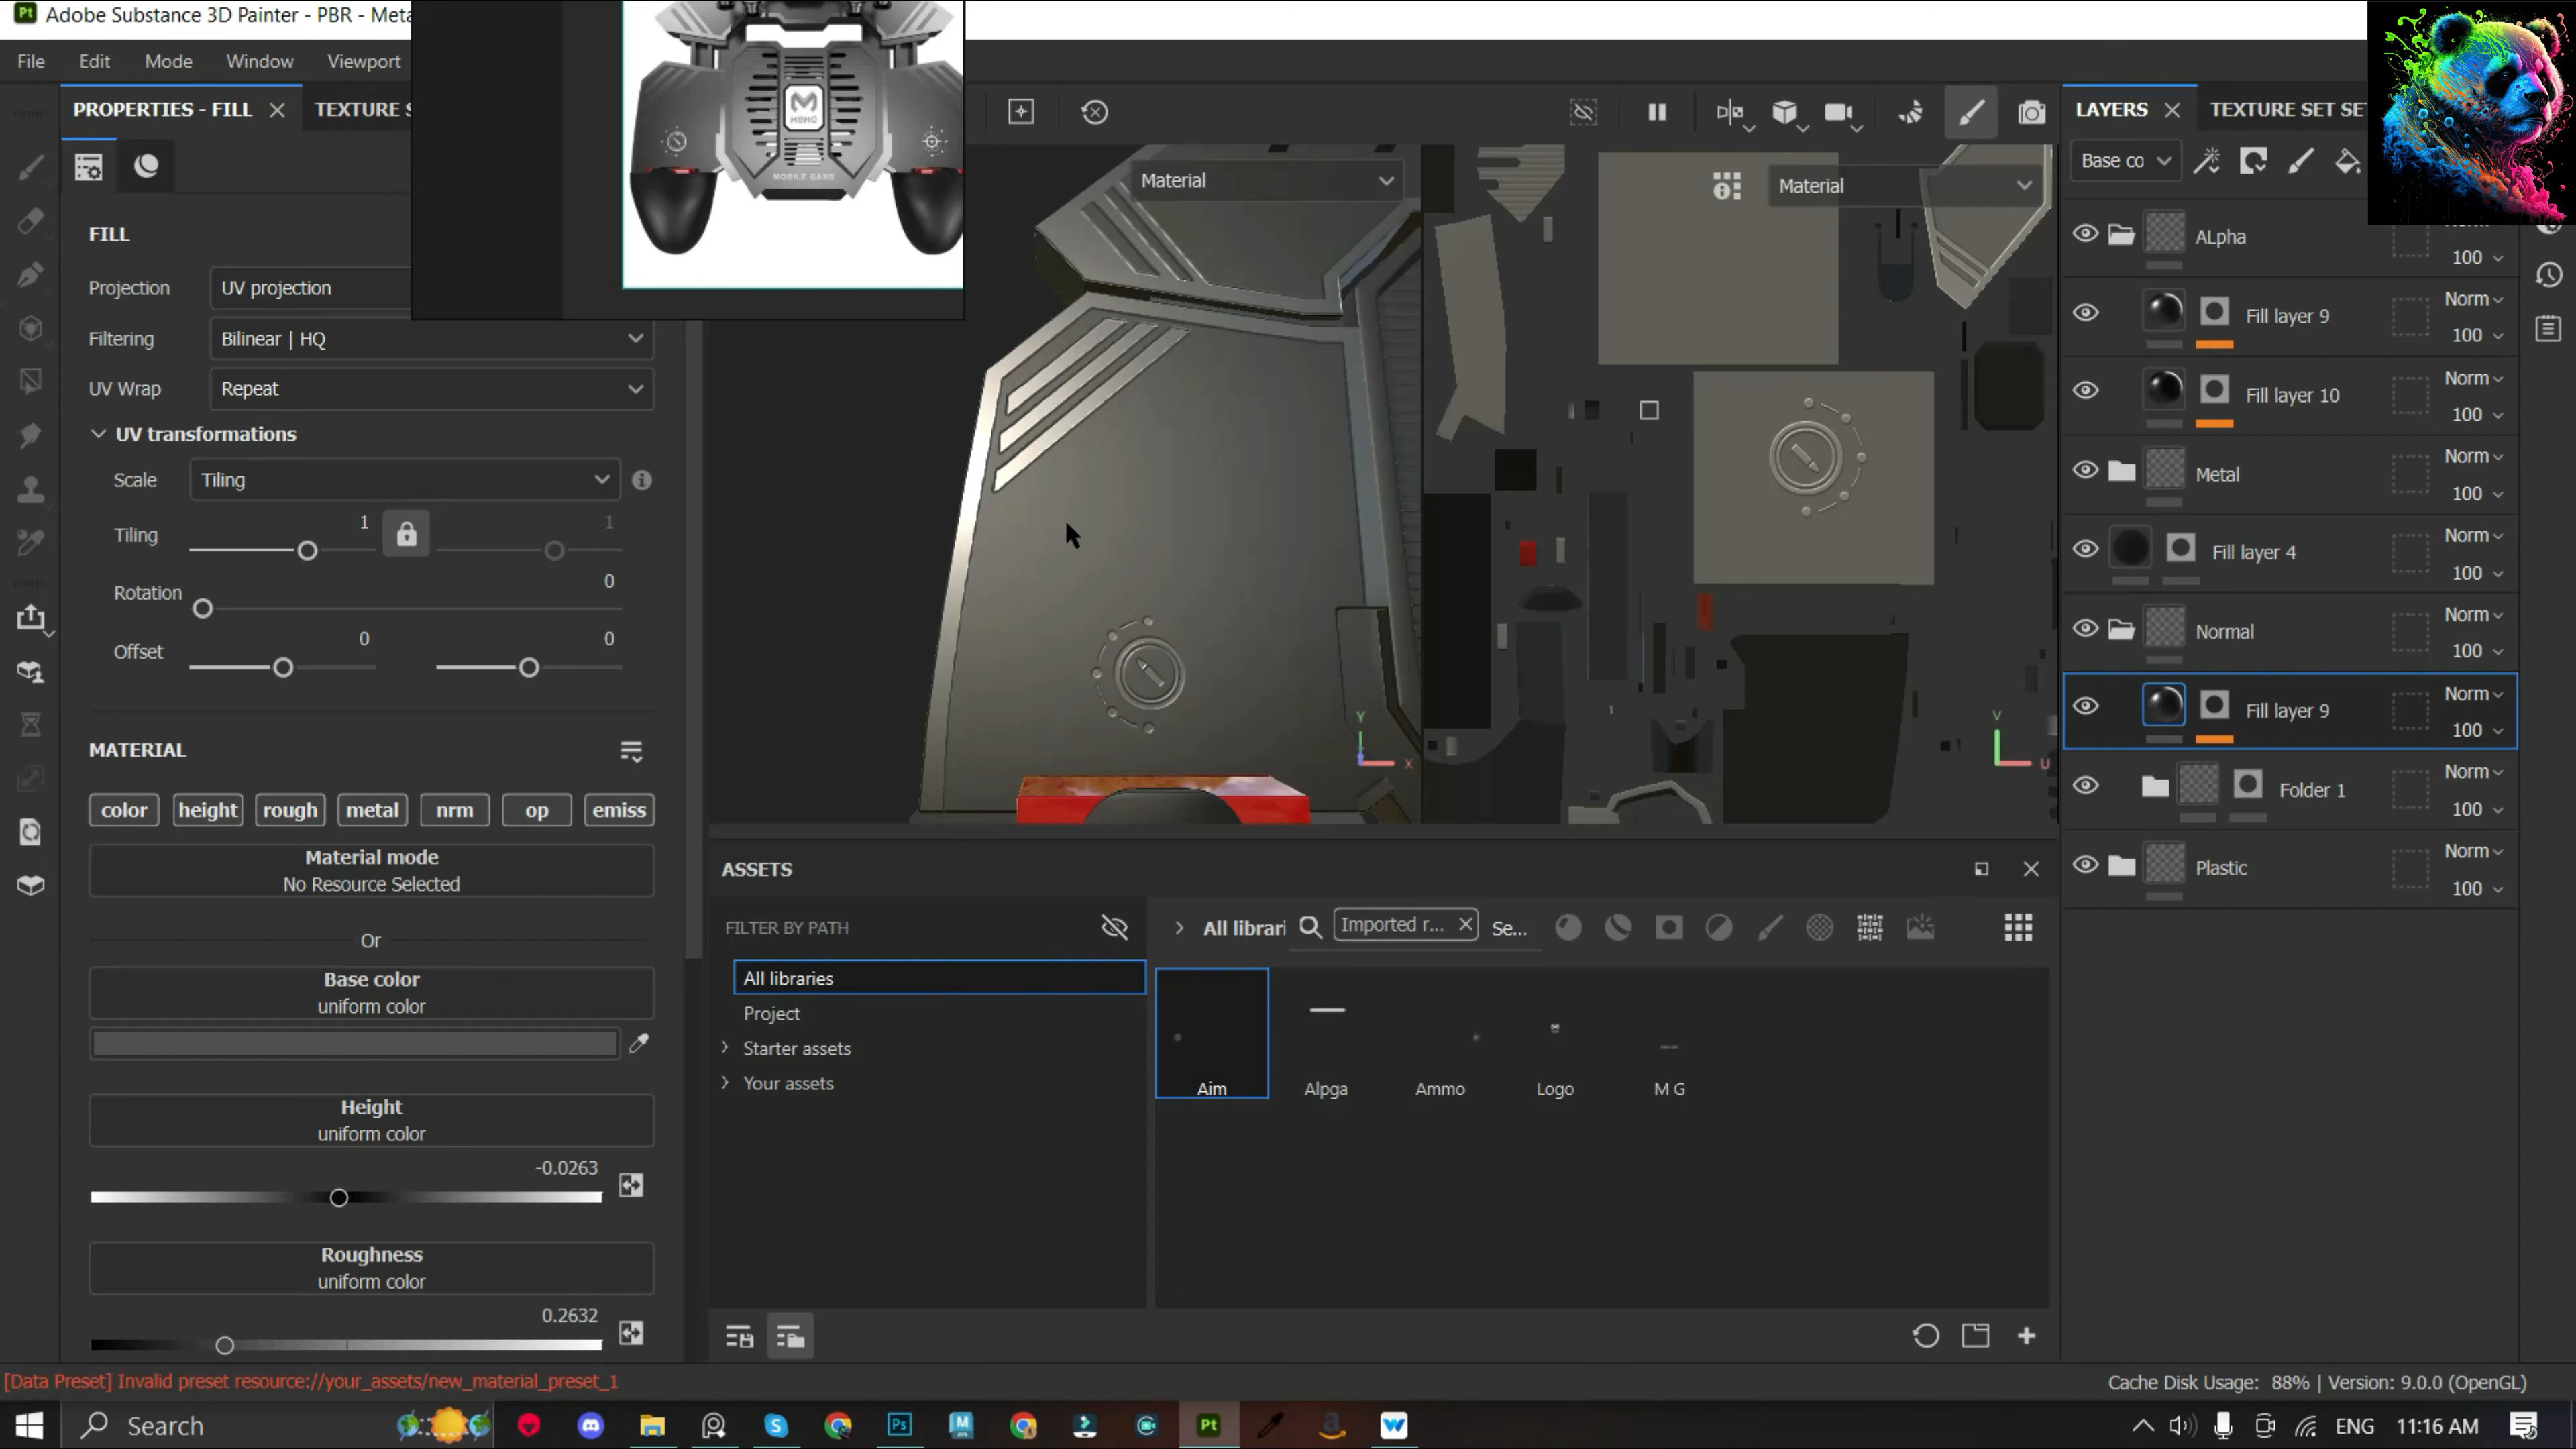 Pt Adobe Substance 3D Painter - PBR - Meta
File Edit Mode Window Viewport
PROPERTIES - FILL TEXTURE S
MEMO
MOBILE GAME
LAYERS TEXTURE SET SET
Base co
Material
Material
FILL
Projection UV projection
Filtering Bilinear | HQ
UV Wrap Repeat
UV transformations
Scale Tiling
Tiling 1 1
Rotation 0
Offset 0 0
MATERIAL
color height rough metal nrm op emiss
Material mode
No Resource Selected
Or
Base color
uniform color
Height
uniform color
-0.0263
Roughness
uniform color
0.2632
Y
X
V
U
ASSETS
FILTER BY PATH
All libraries
Project
Starter assets
Your assets
All librari Imported r... Se...
Aim Alpga Ammo Logo M G
ALpha 100
Fill layer 9 Norm 100
Fill layer 10 Norm 100
Metal Norm 100
Fill layer 4 Norm 100
Normal Norm 100
Fill layer 9 Norm 100
Folder 1 Norm 100
Plastic Norm 100
[Data Preset] Invalid preset resource://your_assets/new_material_preset_1
Cache Disk Usage: 88% | Version: 9.0.0 (OpenGL)
Search
Ps
M
Pt
ENG 11:16 AM